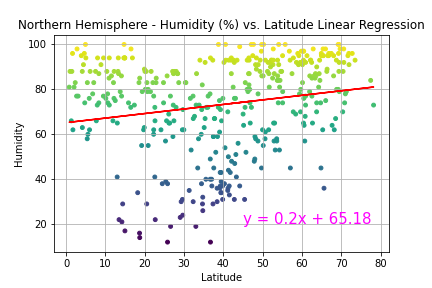 Northern Hemisphere - Humidity (%) vs. Latitude Linear Regression
100
80
60
40
20
Humidity
y = 0.2x + 65.18
0 10 20 30 40 50 60 70 80
Latitude